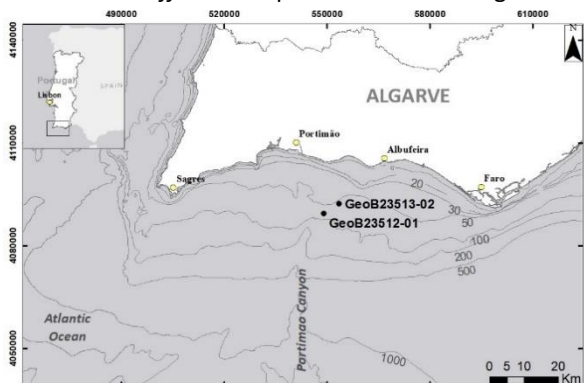 490000 520000 550000 580000 610000
4140000
4110000
4080000
4050000
N
Portugal
SPAIN
Lisbon
ALGARVE
Portimão
Albufeira
Sagres
Faro
20
30
50
100
200
500
1000
GeoB23513-02
GeoB23512-01
Portimao Canyon
Atlantic
Ocean
0 5 10 20
Km